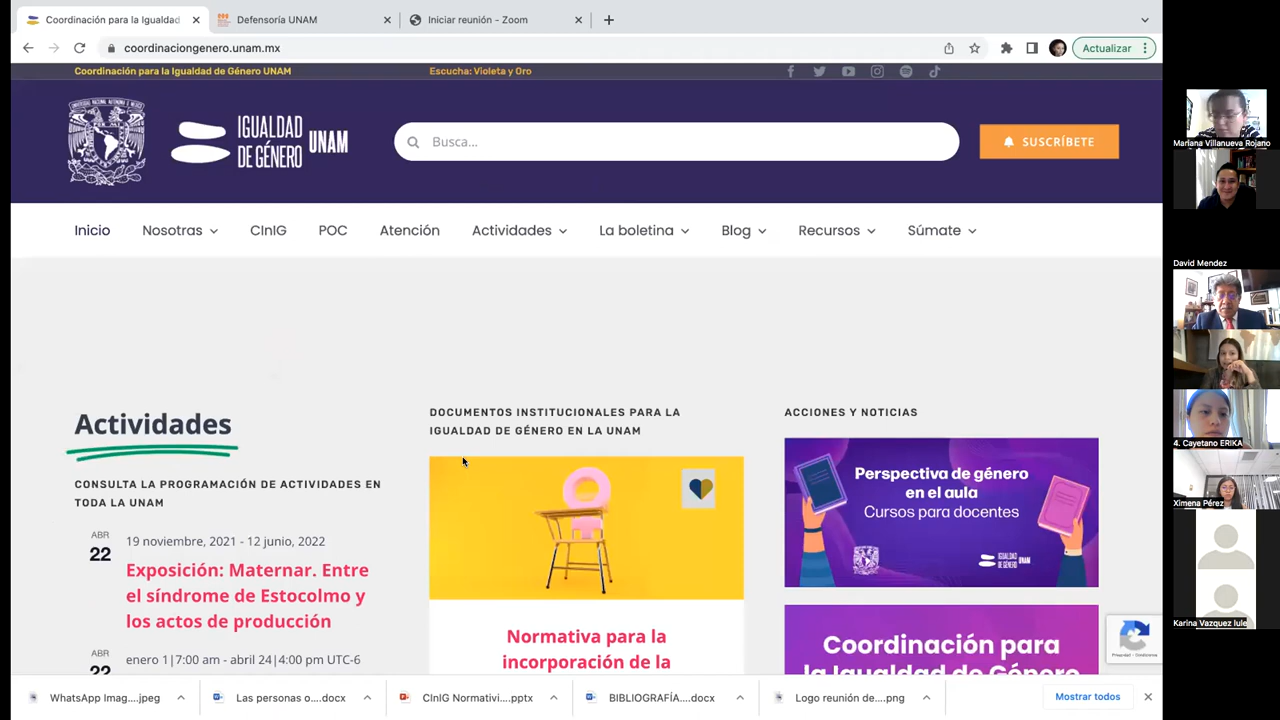 Coordinación para la Igualdad
Defensoría UNAM
Iniciar reunión - Zoom
coordinaciongenero.unam.mx
Actualizar
Coordinación para la Igualdad de Género UNAM
Escucha: Violeta y Oro
IGUALDAD
DE GÉNERO
UNAM
Busca...
SUSCRÍBETE
Inicio
Nosotras
CInIG
POC
Atención
Actividades
La boletina
Blog
Recursos
Súmate
Actividades
CONSULTA LA PROGRAMACIÓN DE ACTIVIDADES EN
TODA LA UNAM
ABR
22
19 noviembre, 2021 - 12 junio, 2022
Exposición: Maternar. Entre
el síndrome de Estocolmo y
los actos de producción
ABR
22
enero 1|7:00 am - abril 24|4:00 pm UTC-6
DOCUMENTOS INSTITUCIONALES PARA LA
IGUALDAD DE GÉNERO EN LA UNAM
Normativa para la
incorporación de la
ACCIONES Y NOTICIAS
Perspectiva de género
en el aula
Cursos para docentes
IGUALDAD
DE GÉNERO
UNAM
Coordinación para
la Igualdad de Género
WhatsApp Imag....jpeg
Las personas o....docx
CInIG Normativi....pptx
BIBLIOGRAFÍA....docx
Logo reunión de....png
Mostrar todos
Mariana Villanueva Rojano
David Mendez
4. Cayetano ERIKA
Ximena Pérez
Karina Vazquez Iule